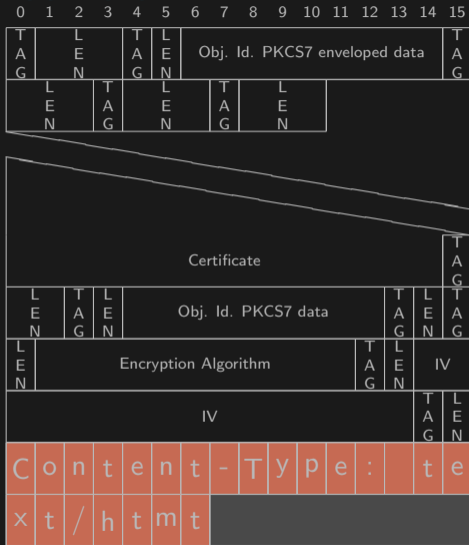 0 1 2 3 4 5 6 7 8 9 10 11 12 13 14 15
TAG LEN TAG LEN Obj. Id. PKCS7 enveloped data TAG
LEN TAG LEN TAG LEN
Certificate TAG
LEN TAG LEN Obj. Id. PKCS7 data TAG LEN TAG
LEN Encryption Algorithm TAG LEN IV
IV TAG LEN
Content-Type: te
xt/htmt